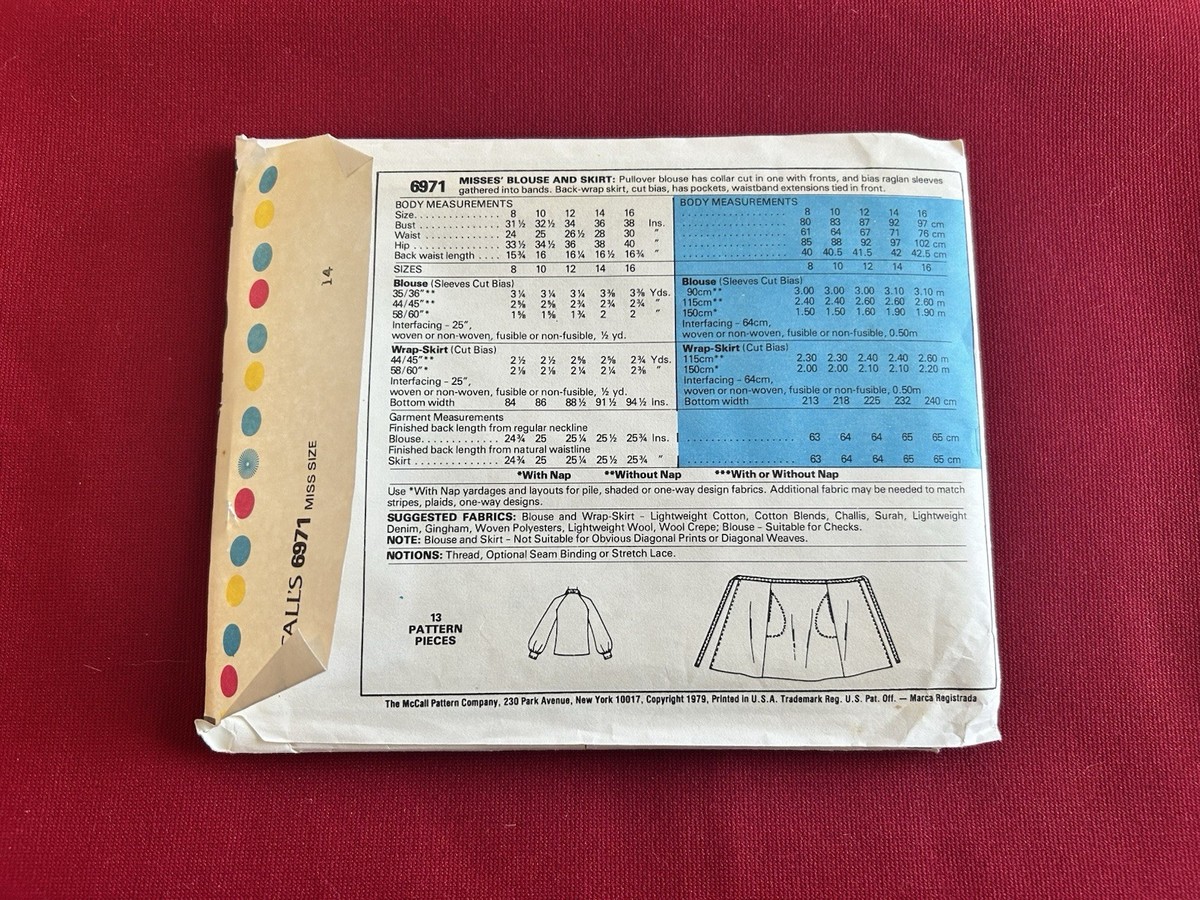 14
MISS SIZE
6971
ALL'S
6971 MISSES' BLOUSE AND SKIRT: Pullover blouse has collar cut in one with fronts, and bias raglan sleeves
gathered into bands. Back-wrap skirt, cut bias, has pockets, waistband extensions tied in front.
BODY MEASUREMENTS
Size. . . . . . . . . . . . . . . 8 10 12 14 16
Bust . . . . . . . . . . . . . . 31½ 32½ 34 36 38 Ins.
Waist . . . . . . . . . . . . . 24 25 26½ 28 30 "
Hip . . . . . . . . . . . . . . . 33½ 34½ 36 38 40 "
Back waist length . . . . 15¾ 16 16¼ 16½ 16¾ "
SIZES 8 10 12 14 16
Blouse (Sleeves Cut Bias)
35/36"** 3¼ 3¼ 3¼ 3⅜ 3⅜ Yds.
44/45"** 2⅝ 2⅝ 2¾ 2¾ 2¾ "
58/60"* 1⅝ 1⅝ 1¾ 2 2 "
Interfacing – 25",
woven or non-woven, fusible or non-fusible, ½ yd.
Wrap-Skirt (Cut Bias)
44/45"** 2½ 2½ 2⅝ 2⅝ 2¾ Yds.
58/60"* 2⅛ 2⅛ 2¼ 2¼ 2⅜ "
Interfacing – 25",
woven or non-woven, fusible or non-fusible, ½ yd.
Bottom width 84 86 88½ 91½ 94½ Ins.
Garment Measurements
Finished back length from regular neckline
Blouse. . . . . . . . . . . . . 24¾ 25 25¼ 25½ 25¾ Ins.
Finished back length from natural waistline
Skirt . . . . . . . . . . . . . . 24¾ 25 25¼ 25½ 25¾ "
BODY MEASUREMENTS
. . . . . . . . . . . . . . . . . 8 10 12 14 16
. . . . . . . . . . . . . . . . . 80 83 87 92 97 cm
. . . . . . . . . . . . . . . . . 61 64 67 71 76 cm
. . . . . . . . . . . . . . . . . 85 88 92 97 102 cm
. . . . . . . . . . . . . . . . . 40 40.5 41.5 42 42.5 cm
8 10 12 14 16
Blouse (Sleeves Cut Bias)
90cm** 3.00 3.00 3.00 3.10 3.10 m
115cm** 2.40 2.40 2.60 2.60 2.60 m
150cm* 1.50 1.50 1.60 1.90 1.90 m
Interfacing – 64cm,
woven or non-woven, fusible or non-fusible, 0.50m
Wrap-Skirt (Cut Bias)
115cm** 2.30 2.30 2.40 2.40 2.60 m
150cm* 2.00 2.00 2.10 2.10 2.20 m
Interfacing – 64cm,
woven or non-woven, fusible or non-fusible, 0.50m
Bottom width 213 218 225 232 240 cm
. . . . . . . . . . . . . . . . . 63 64 64 65 65 cm
. . . . . . . . . . . . . . . . . 63 64 64 65 65 cm
*With Nap **Without Nap ***With or Without Nap
Use *With Nap yardages and layouts for pile, shaded or one-way design fabrics. Additional fabric may be needed to match
stripes, plaids, one-way designs.
SUGGESTED FABRICS: Blouse and Wrap-Skirt – Lightweight Cotton, Cotton Blends, Challis, Surah, Lightweight
Denim, Gingham, Woven Polyesters, Lightweight Wool, Wool Crepe; Blouse – Suitable for Checks.
NOTE: Blouse and Skirt – Not Suitable for Obvious Diagonal Prints or Diagonal Weaves.
NOTIONS: Thread, Optional Seam Binding or Stretch Lace.
13
PATTERN
PIECES
The McCall Pattern Company, 230 Park Avenue, New York 10017, Copyright 1979, Printed in U.S.A. Trademark Reg. U.S. Pat. Off. — Marca Registrada